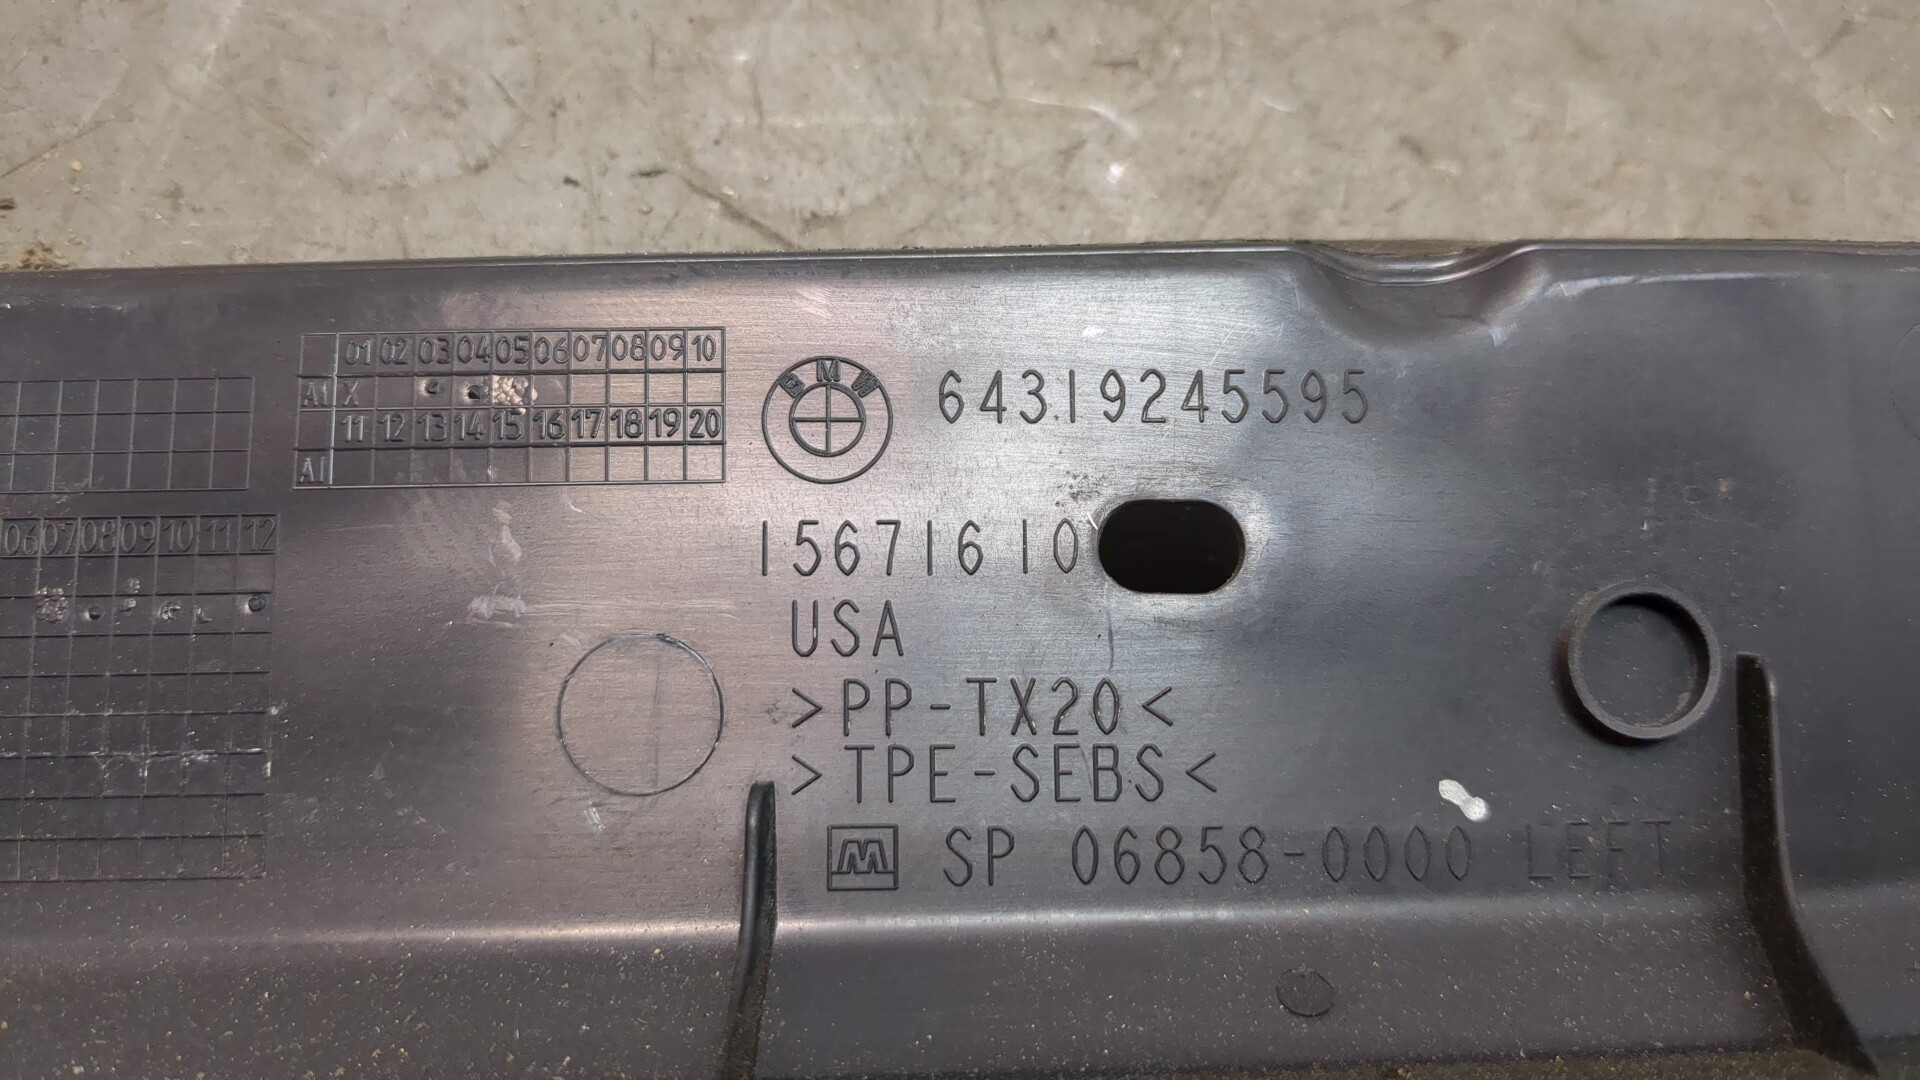 01 02 03 04 05 06 07 08 09 10
A1 X
11 12 13 14 15 16 17 18 19 20
A1
06 07 08 09 10 11 12
BMW 64319245595
15671610
USA
>PP-TX20<
>TPE-SEBS<
M SP 06858-0000 LEFT